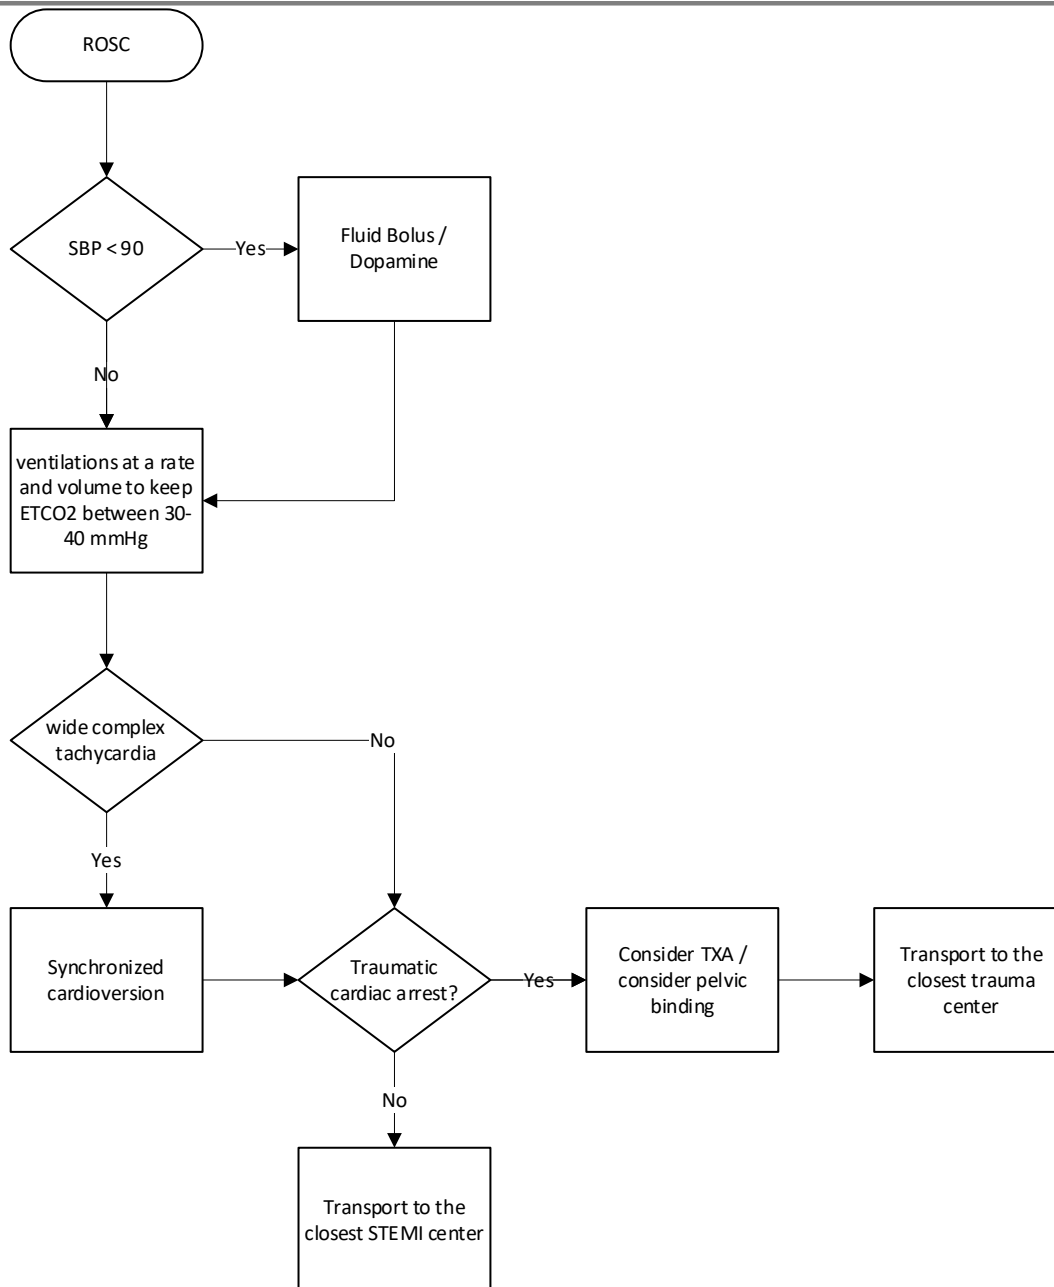 ROSC
SBP < 90
Yes
Fluid Bolus /
Dopamine
No
ventilations at a rate
and volume to keep
ETCO2 between 30-
40 mmHg
wide complex
tachycardia
No
Yes
Synchronized
cardioversion
Traumatic
cardiac arrest?
Yes
Consider TXA /
consider pelvic
binding
Transport to the
closest trauma
center
No
Transport to the
closest STEMI center